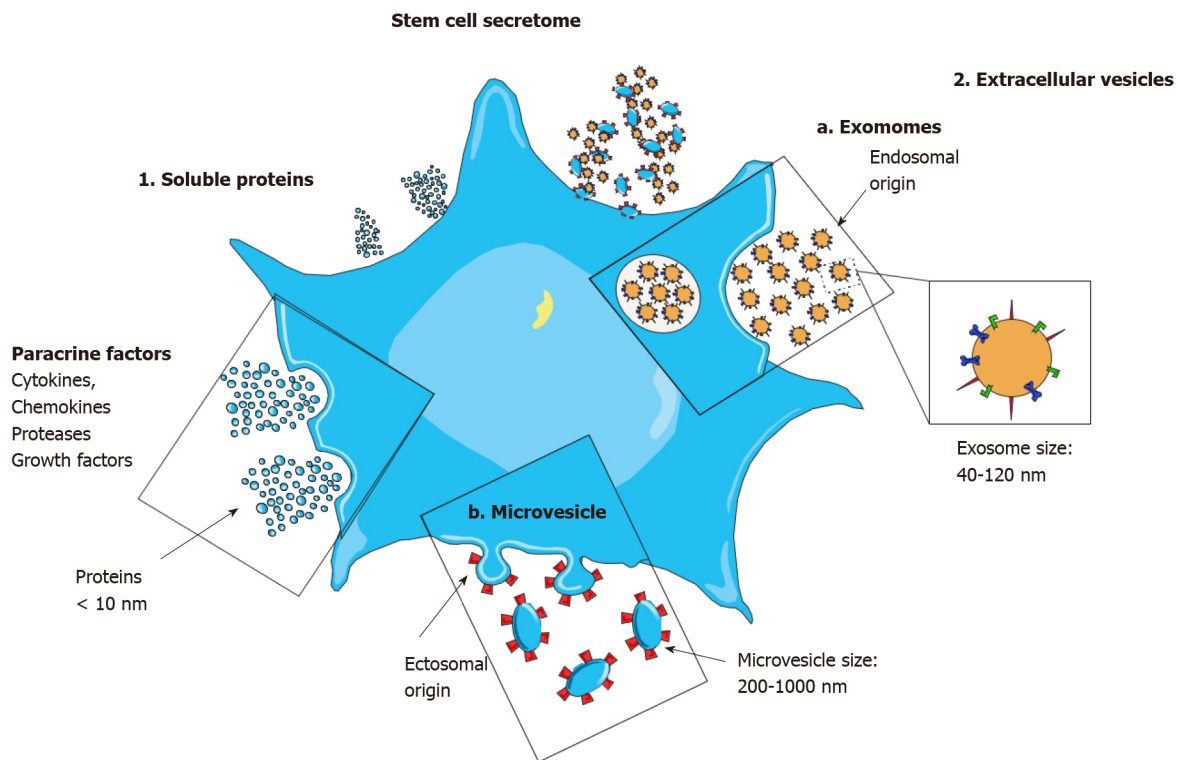 Stem cell secretome
2. Extracellular vesicles
a. Exomomes
Endosomal
origin
1. Soluble proteins
Paracrine factors
Cytokines,
Chemokines
Proteases
Growth factors
Exosome size:
40-120 nm
b. Microvesicle
Proteins
< 10 nm
Ectosomal
origin
Microvesicle size:
200-1000 nm